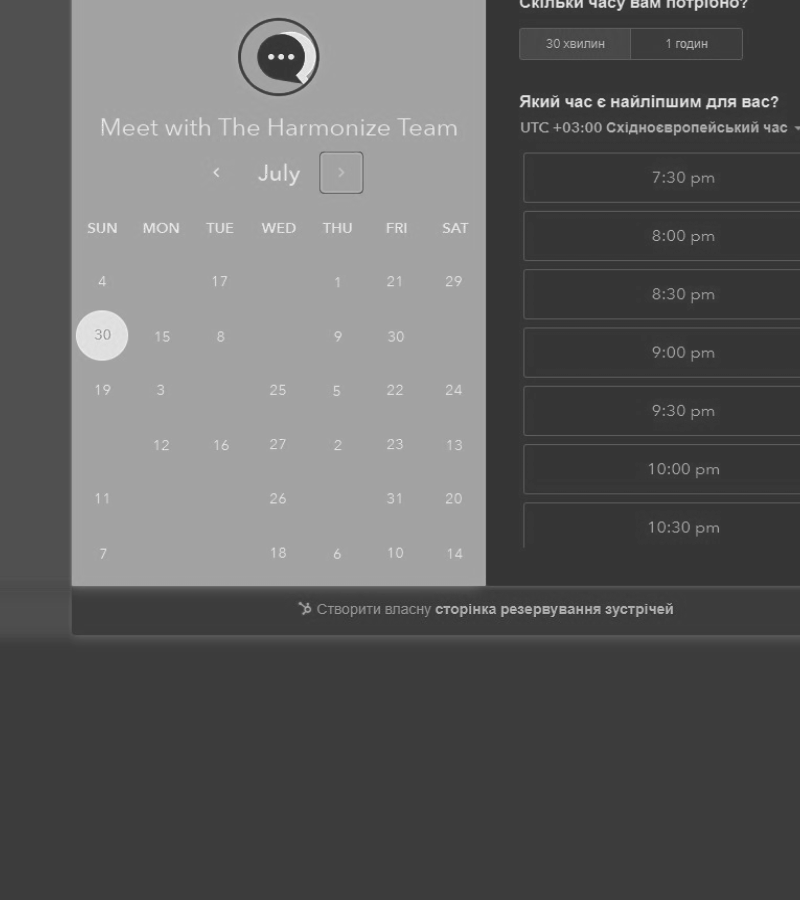 Скільки часу вам потрібно?
30 хвилин 1 годин
Meet with The Harmonize Team
July
SUN MON TUE WED THU FRI SAT
4 17 1 21 29
30 15 8 9 30
19 3 25 5 22 24
12 16 27 2 23 13
11 26 31 20
7 18 6 10 14
Який час є найліпшим для вас?
UTC +03:00 Східноєвропейський час
7:30 pm
8:00 pm
8:30 pm
9:00 pm
9:30 pm
10:00 pm
10:30 pm
Створити власну сторінка резервування зустрічей